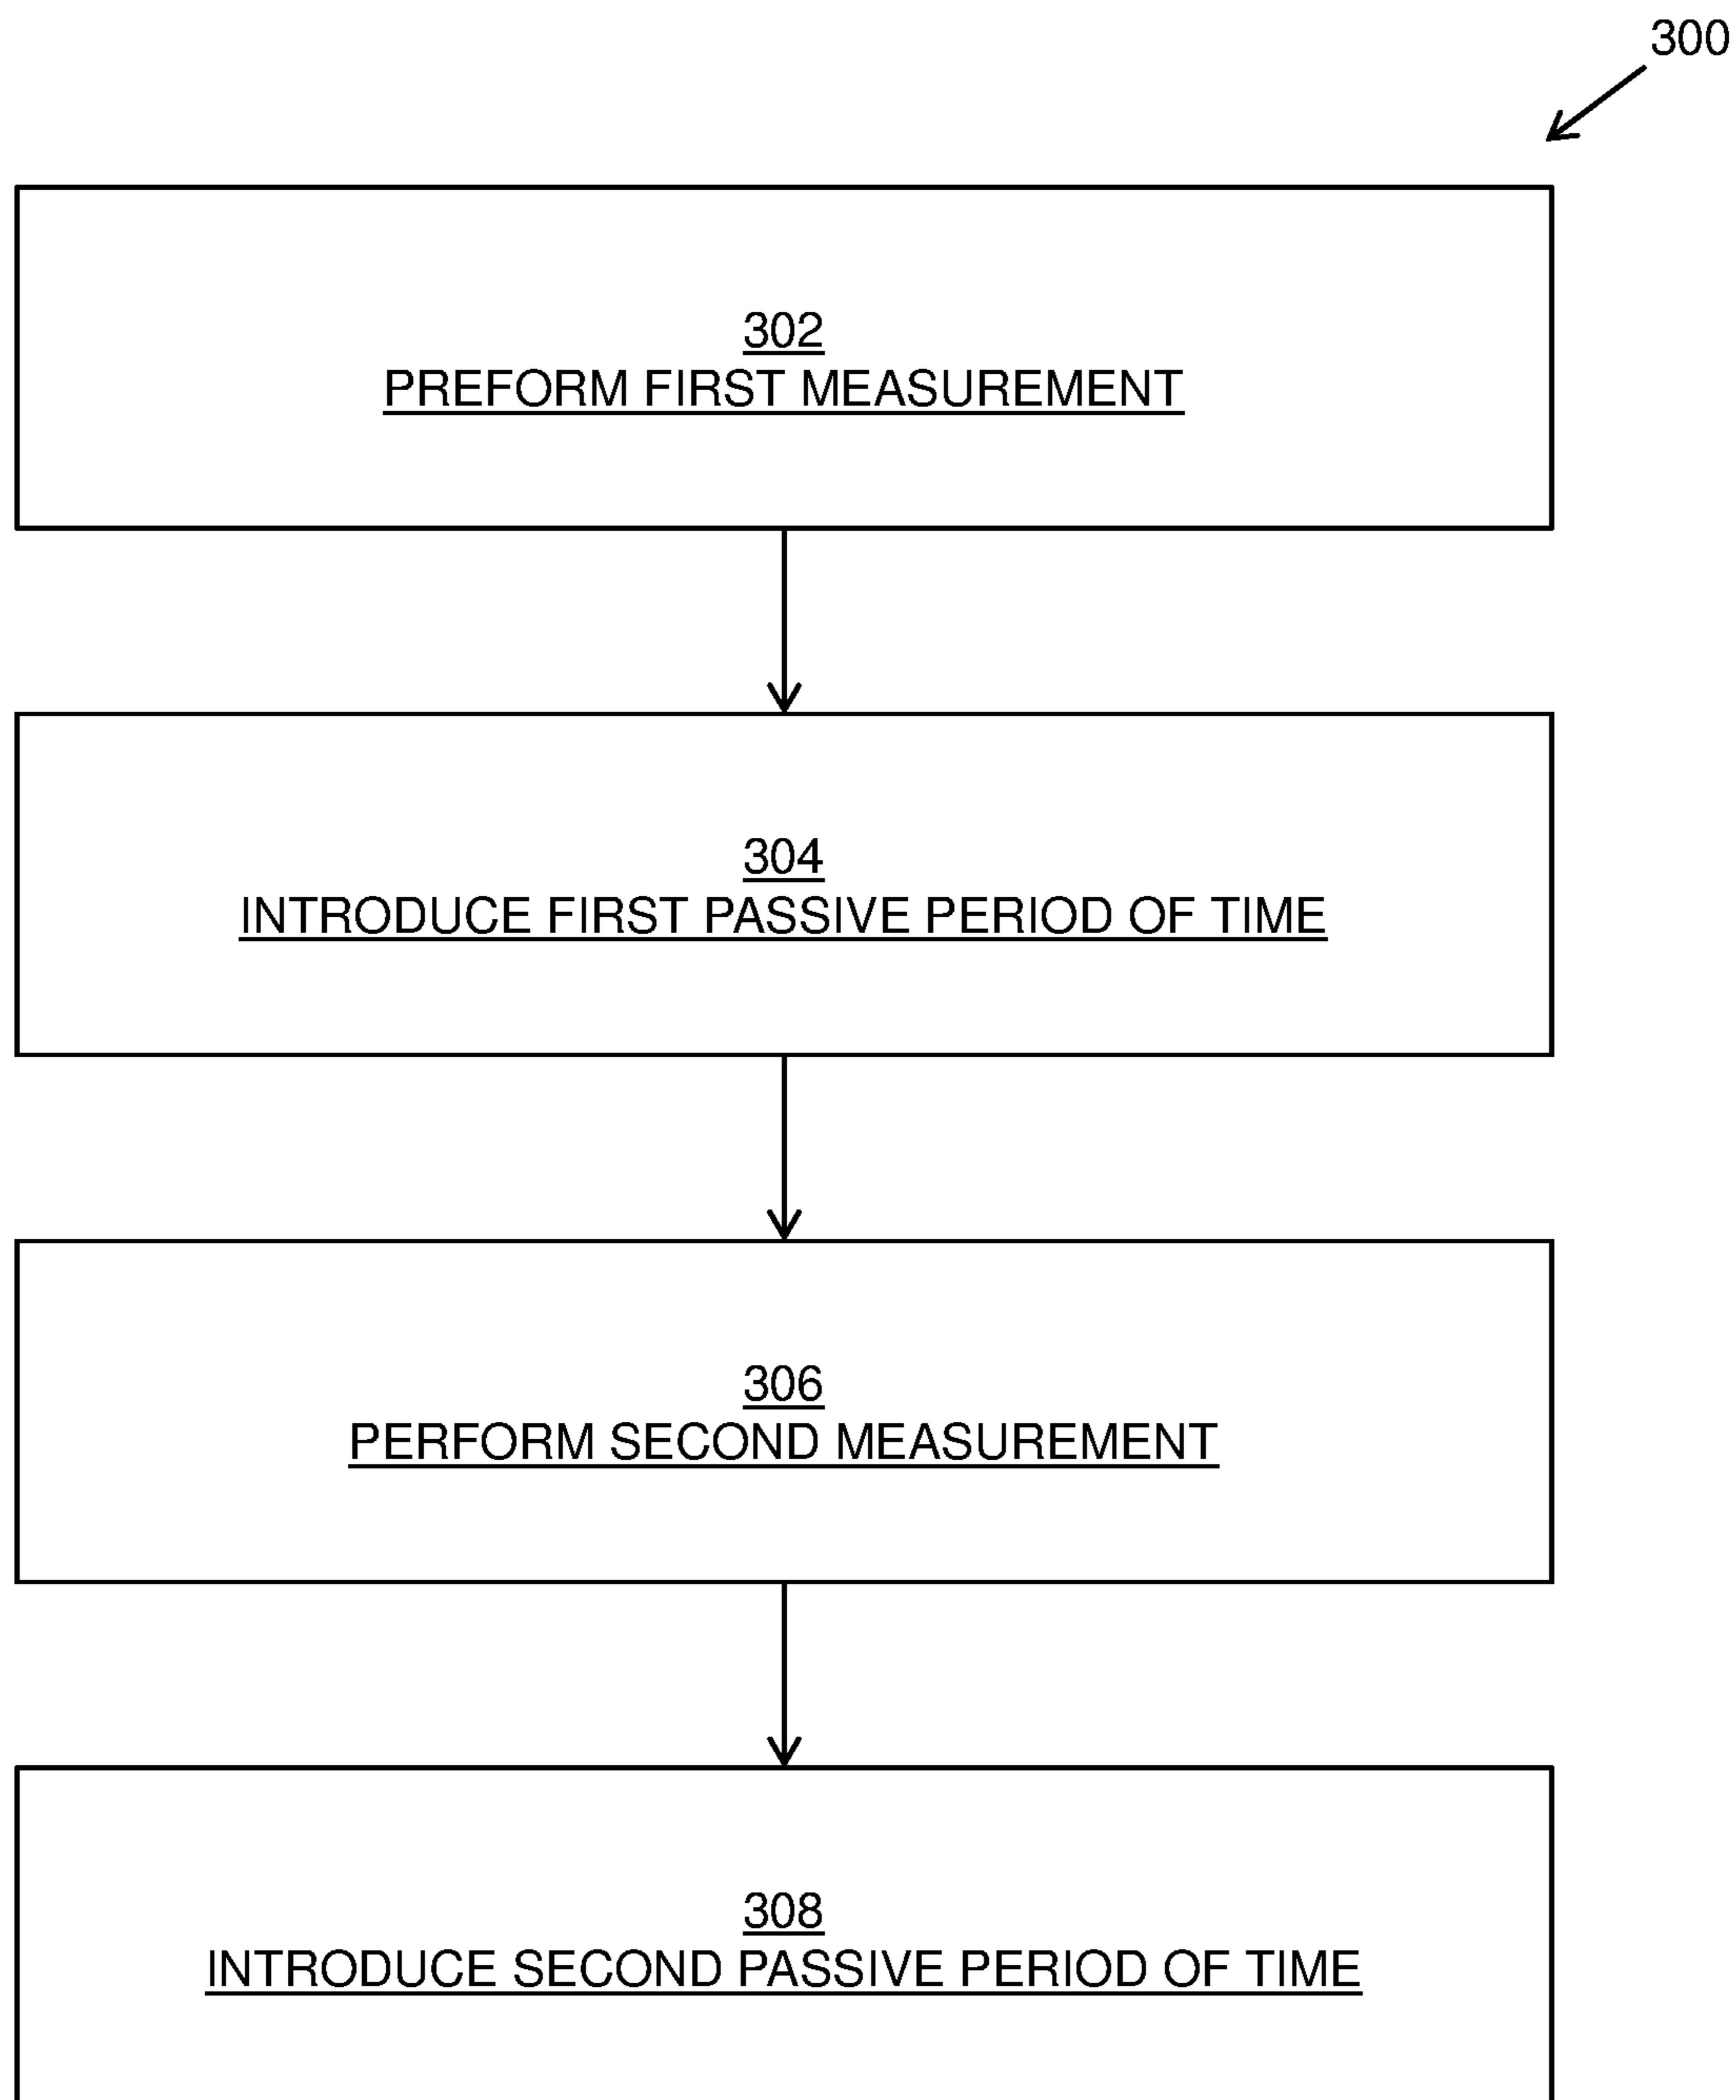 300
302
PREFORM FIRST MEASUREMENT
304
INTRODUCE FIRST PASSIVE PERIOD OF TIME
306
PERFORM SECOND MEASUREMENT
308
INTRODUCE SECOND PASSIVE PERIOD OF TIME